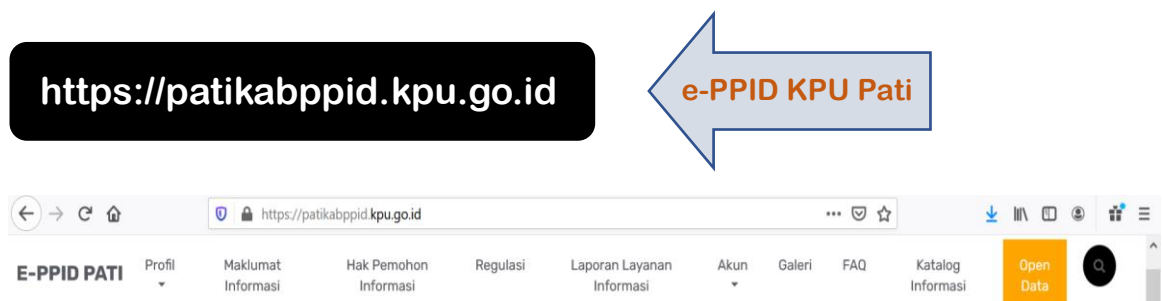 https://patikabppid.kpu.go.id
e-PPID KPU Pati
https://patikabppid.kpu.go.id
E-PPID PATI Profil Maklumat Informasi Hak Pemohon Informasi Regulasi Laporan Layanan Informasi Akun Galeri FAQ Katalog Informasi Open Data